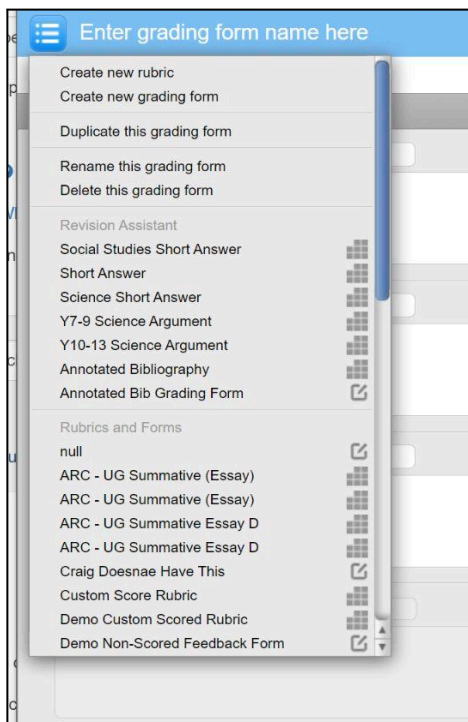 Enter grading form name here
Create new rubric
Create new grading form
Duplicate this grading form
Rename this grading form
Delete this grading form
Revision Assistant
Social Studies Short Answer
Short Answer
Science Short Answer
Y7-9 Science Argument
Y10-13 Science Argument
Annotated Bibliography
Annotated Bib Grading Form
Rubrics and Forms
null
ARC - UG Summative (Essay)
ARC - UG Summative (Essay)
ARC - UG Summative Essay D
ARC - UG Summative Essay D
Craig Doesnae Have This
Custom Score Rubric
Demo Custom Scored Rubric
Demo Non-Scored Feedback Form